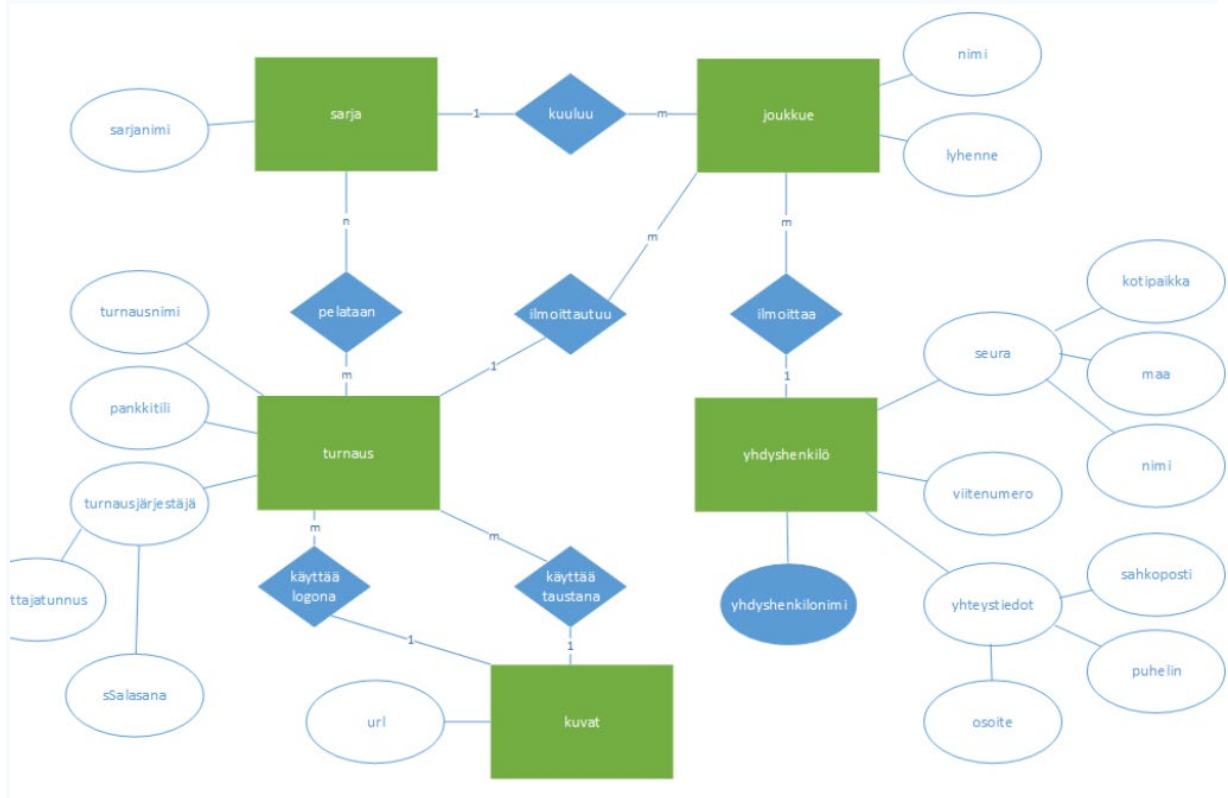 nimi
sarja
1
kuuluu
m
joukkue
sarjanimi
lyhenne
n
m
m
kotipaikka
turnausnimi
pelataan
ilmoittautuu
ilmoittaa
seura
1
m
1
maa
pankkitili
turnaus
yhdyshenkilö
nimi
turnausjärjestäjä
viitenumero
m
m
käyttää
logona
käyttää
taustana
sahkoposti
ttajatunnus
yhdyshenkilonimi
yhteystiedot
1
1
puhelin
sSalasana
url
kuvat
osoite